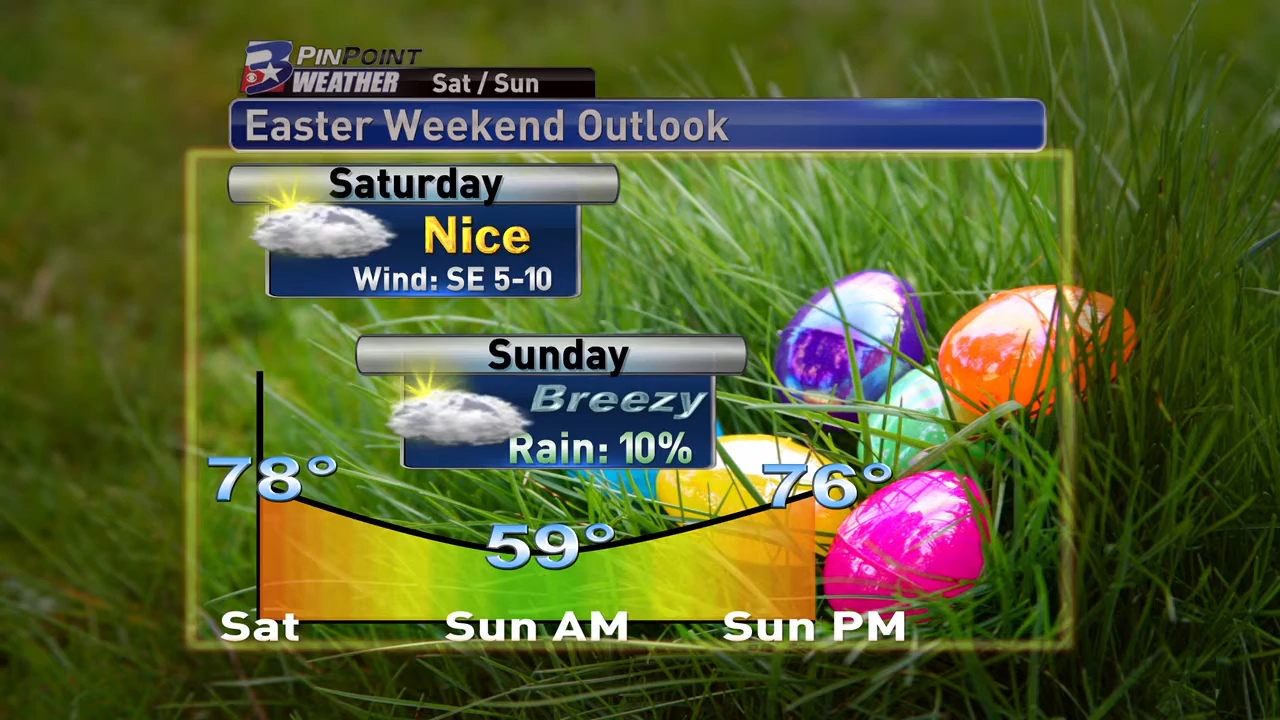 3 PINPOINT
WEATHER Sat / Sun
Easter Weekend Outlook
Saturday
Nice
Wind: SE 5-10
Sunday
Breezy
Rain: 10%
78°
76°
59°
Sat
Sun AM
Sun PM